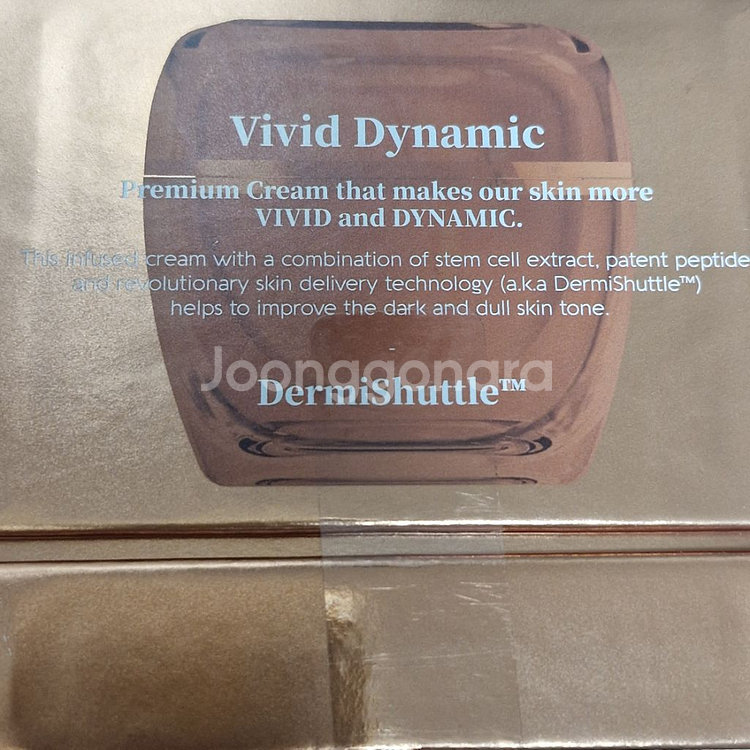 Vivid Dynamic
Premium Cream that makes our skin more
VIVID and DYNAMIC.
This infused cream with a combination of stem cell extract, patent peptide
and revolutionary skin delivery technology (a.k.a DermiShuttle™)
helps to improve the dark and dull skin tone.
-
Joonggonara
DermiShuttle™